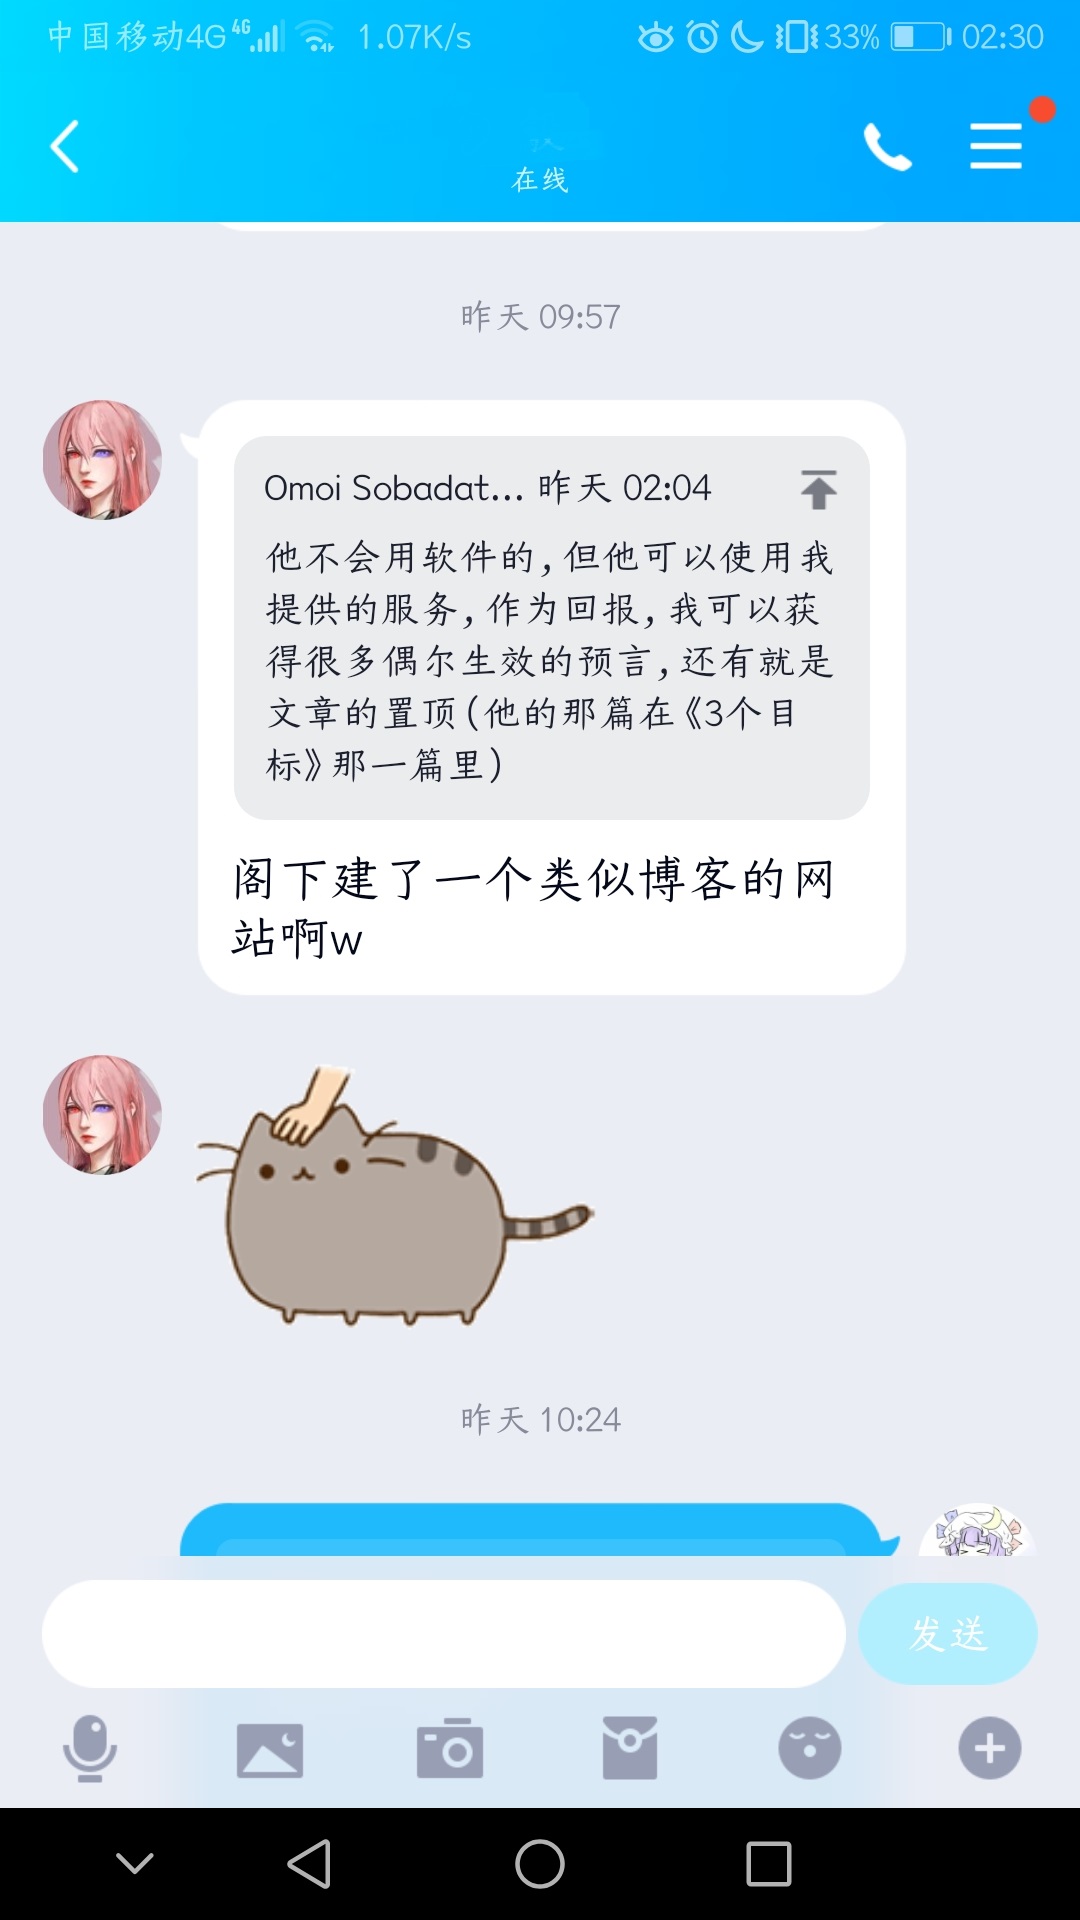 中国移动4G 4G 1.07K/s 33% 02:30
在线
昨天 09:57
Omoi Sobadat... 昨天 02:04
他不会用软件的,但他可以使用我
提供的服务,作为回报,我可以获
得很多偶尔生效的预言,还有就是
文章的置顶(他的那篇在《3个目
标》那一篇里)
阁下建了一个类似博客的网
站啊w
昨天 10:24
发送